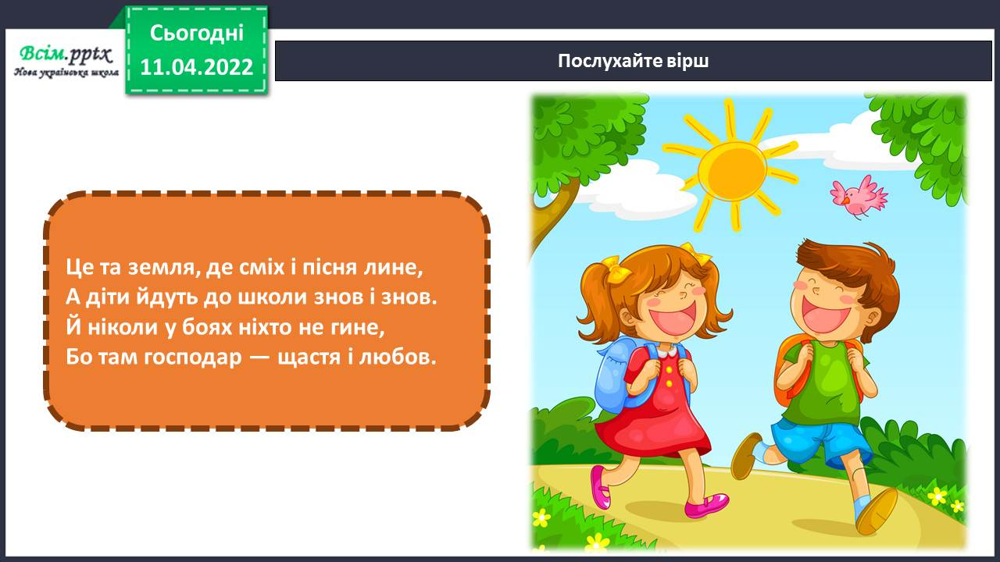 Всім.pptx
Нова українська школа
Сьогодні
11.04.2022
Послухайте вірш
Це та земля, де сміх і пісня лине,
А діти йдуть до школи знов і знов.
Й ніколи у боях ніхто не гине,
Бо там господар — щастя і любов.